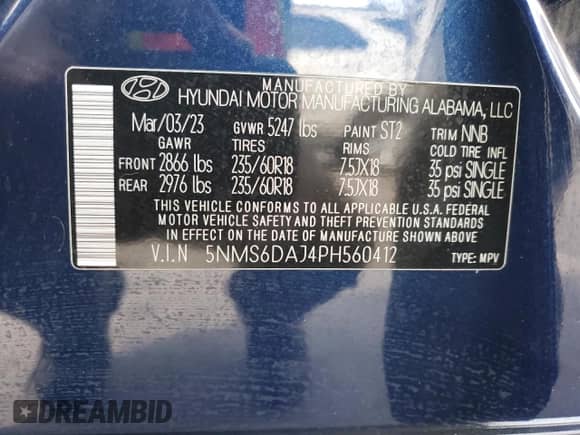 MANUFACTURED BY
HYUNDAI MOTOR MANUFACTURING ALABAMA, LLC
Mar/03/23 GVWR 5247 lbs PAINT ST2 TRIM NNB
GAWR TIRES RIMS COLD TIRE INFL
FRONT 2866 lbs 235/60R18 7.5JX18 35 psi SINGLE
REAR 2976 lbs 235/60R18 7.5JX18 35 psi SINGLE
THIS VEHICLE CONFORMS TO ALL APPLICABLE U.S.A. FEDERAL
MOTOR VEHICLE SAFETY AND THEFT PREVENTION STANDARDS
IN EFFECT ON THE DATE OF MANUFACTURE SHOWN ABOVE.
V.I.N 5NMS6DAJ4PH560412 TYPE: MPV
DREAMBID